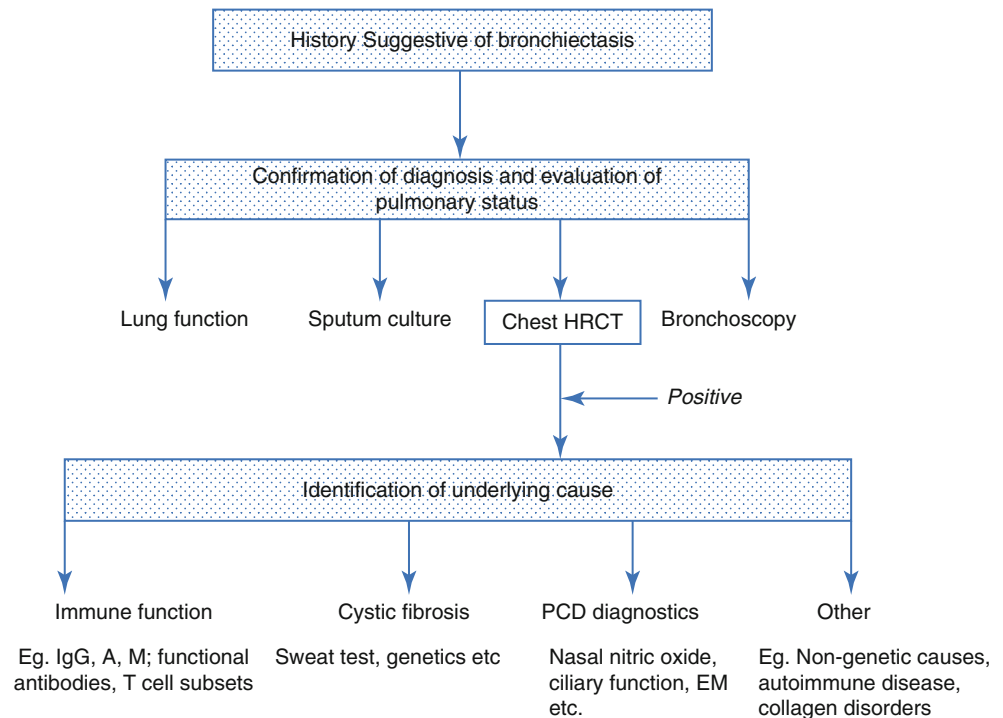 History Suggestive of bronchiectasis
Confirmation of diagnosis and evaluation of
pulmonary status
Lung function
Sputum culture
Chest HRCT
Bronchoscopy
Positive
Identification of underlying cause
Immune function
Eg. IgG, A, M; functional
antibodies, T cell subsets
Cystic fibrosis
Sweat test, genetics etc
PCD diagnostics
Nasal nitric oxide,
ciliary function, EM
etc.
Other
Eg. Non-genetic causes,
autoimmune disease,
collagen disorders